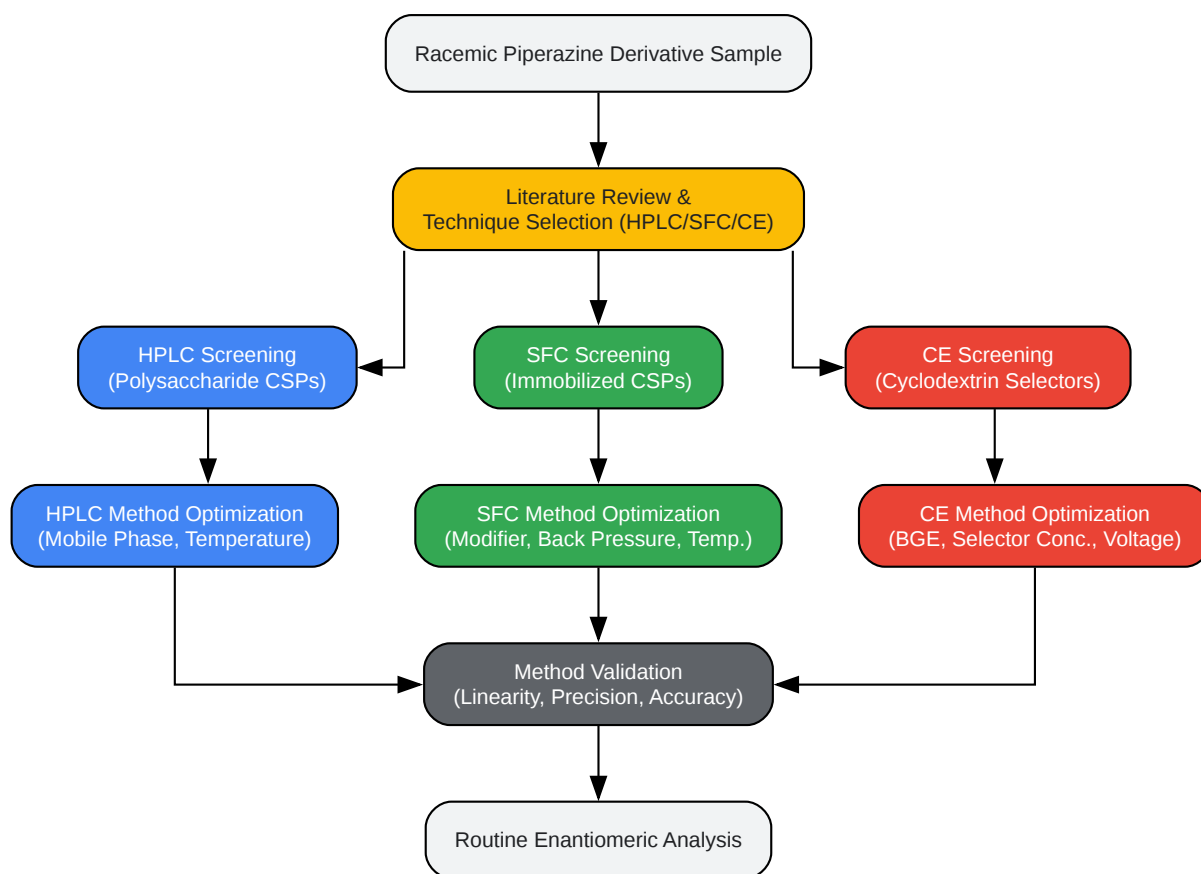 Racemic Piperazine Derivative Sample
Literature Review &
Technique Selection (HPLC/SFC/CE)
HPLC Screening
(Polysaccharide CSPs)
SFC Screening
(Immobilized CSPs)
CE Screening
(Cyclodextrin Selectors)
HPLC Method Optimization
(Mobile Phase, Temperature)
SFC Method Optimization
(Modifier, Back Pressure, Temp.)
CE Method Optimization
(BGE, Selector Conc., Voltage)
Method Validation
(Linearity, Precision, Accuracy)
Routine Enantiomeric Analysis